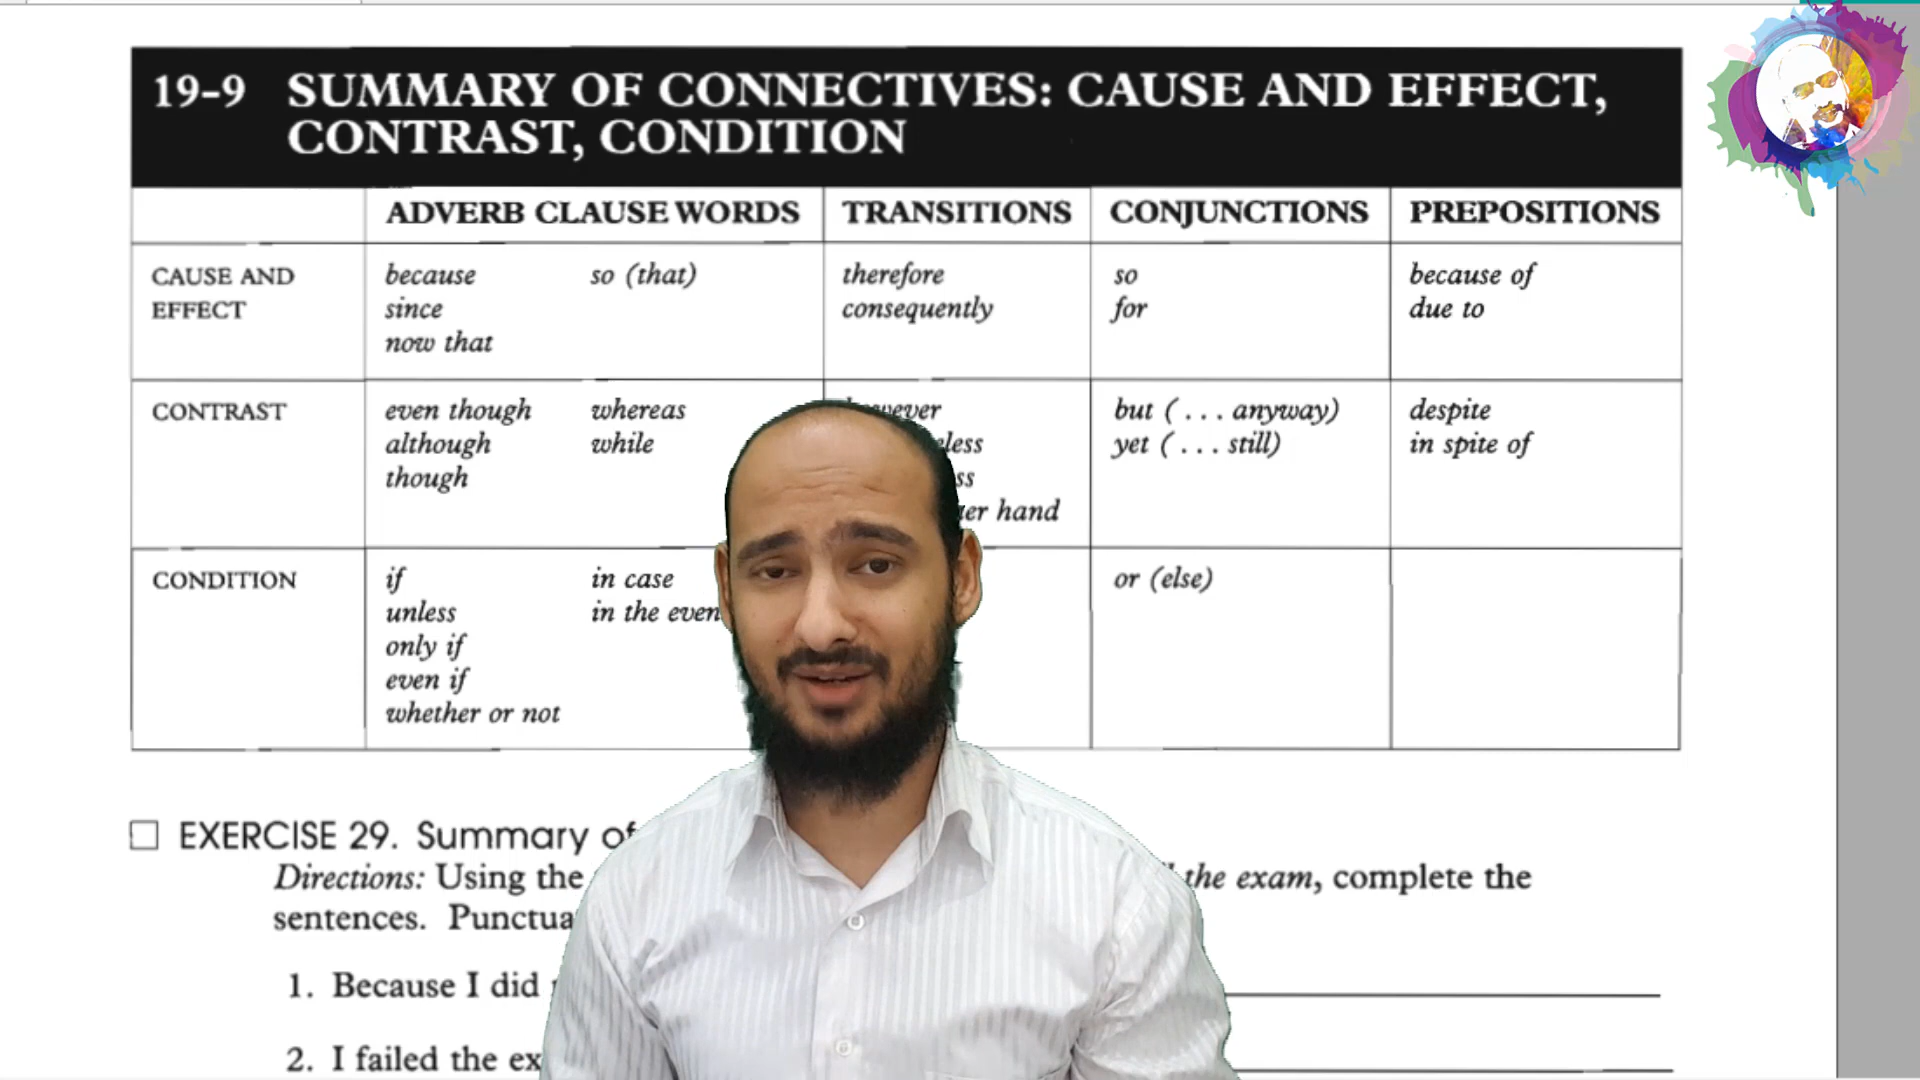 19-9 SUMMARY OF CONNECTIVES: CAUSE AND EFFECT,
CONTRAST, CONDITION
ADVERB CLAUSE WORDS TRANSITIONS CONJUNCTIONS PREPOSITIONS
CAUSE AND because so (that) therefore so because of
EFFECT since consequently for due to
now that
CONTRAST even though whereas but (...anyway) despite
although while yet (...still) in spite of
though
hand
CONDITION if in case or (else)
unless in the
only if
even if
whether or not
EXERCISE 29. Summary of
Directions: Using the the exam, complete the
sentences.
1. Because I did
2. I failed the